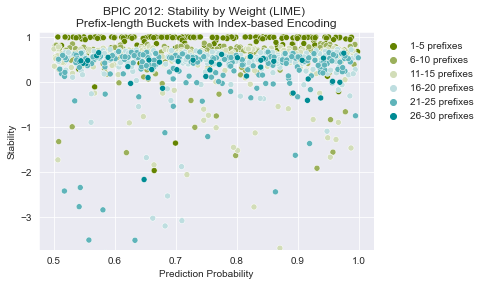 BPIC 2012: Stability by Weight (LIME)
Prefix-length Buckets with Index-based Encoding
1
0
−1
−2
−3
Stability
0.5 0.6 0.7 0.8 0.9 1.0
Prediction Probability
1-5 prefixes
6-10 prefixes
11-15 prefixes
16-20 prefixes
21-25 prefixes
26-30 prefixes